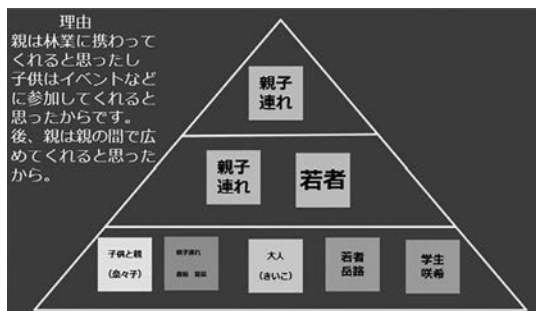 理由
親は林業に携わって
くれると思ったし
子供はイベントなど
に参加してくれると
思ったからです。
後、親は親の間で広
めてくれると思った
から。
親子
連れ
親子
連れ
若者
子供と親
(奈々子)
親子連れ
大人
(きいこ)
若者
岳路
学生
咲希